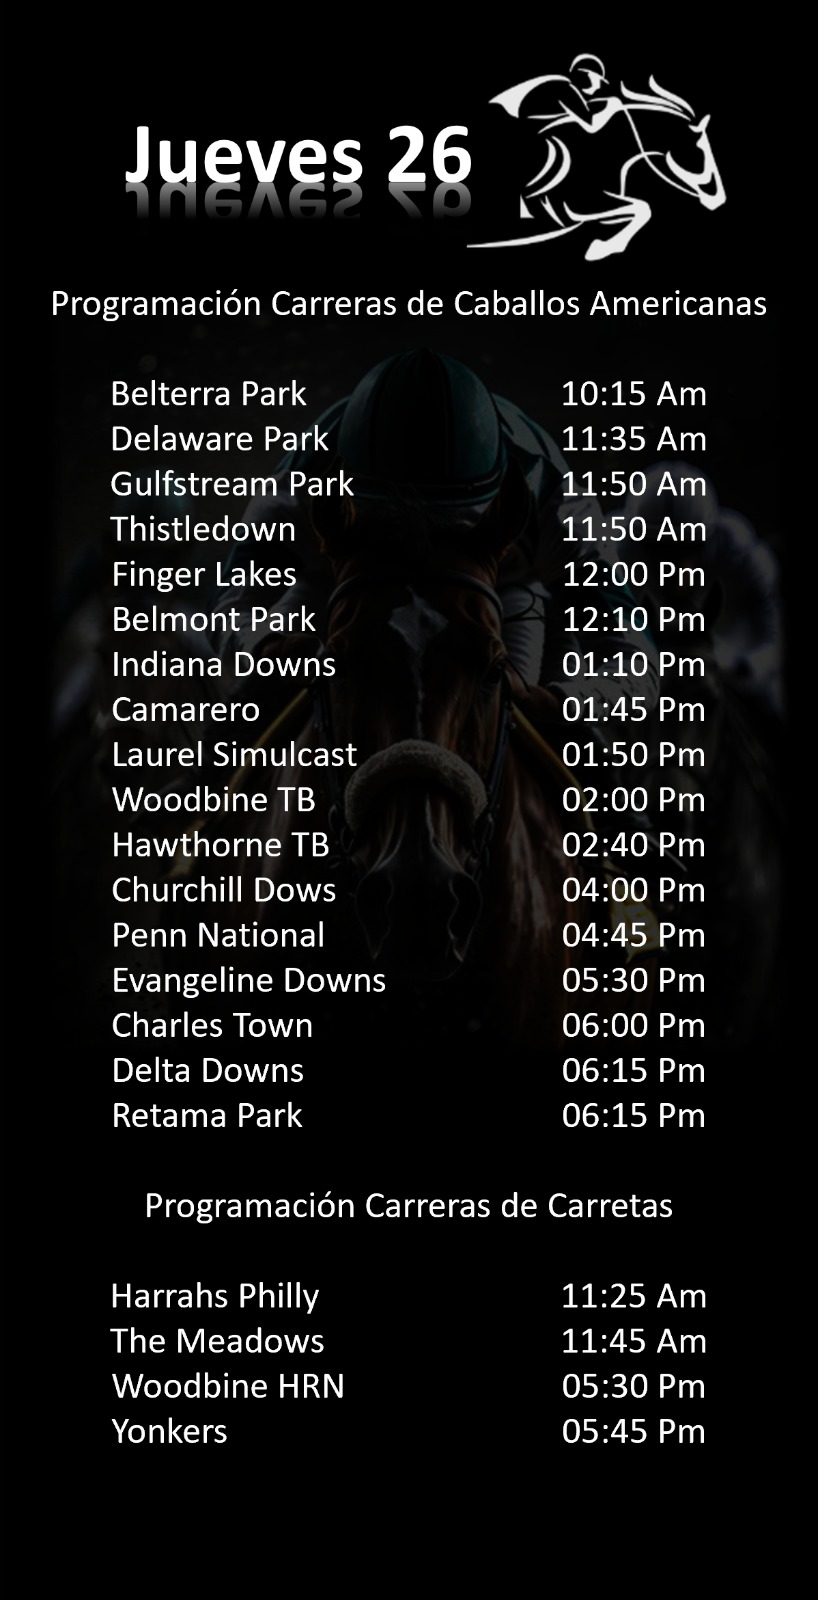 Jueves 26
Programación Carreras de Caballos Americanas
Belterra Park 10:15 Am
Delaware Park 11:35 Am
Gulfstream Park 11:50 Am
Thistledown 11:50 Am
Finger Lakes 12:00 Pm
Belmont Park 12:10 Pm
Indiana Downs 01:10 Pm
Camarero 01:45 Pm
Laurel Simulcast 01:50 Pm
Woodbine TB 02:00 Pm
Hawthorne TB 02:40 Pm
Churchill Dows 04:00 Pm
Penn National 04:45 Pm
Evangeline Downs 05:30 Pm
Charles Town 06:00 Pm
Delta Downs 06:15 Pm
Retama Park 06:15 Pm
Programación Carreras de Carretas
Harrahs Philly 11:25 Am
The Meadows 11:45 Am
Woodbine HRN 05:30 Pm
Yonkers 05:45 Pm